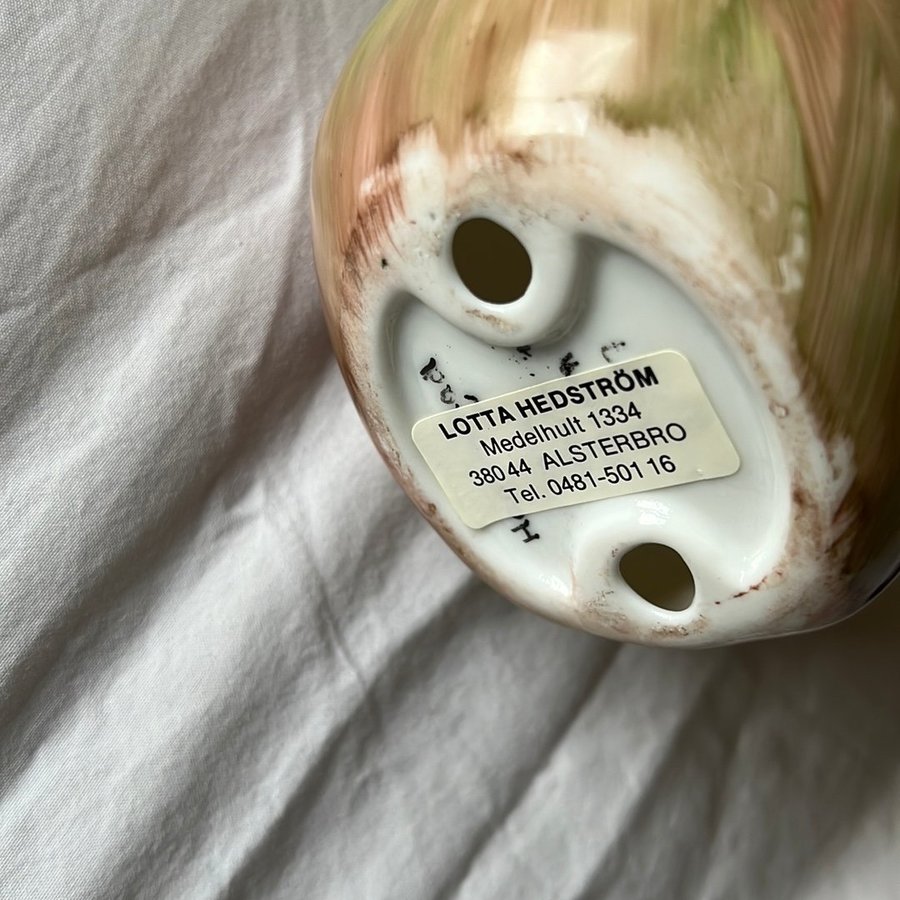 LOTTA HEDSTRÖM
Medelhult 1334
380 44 ALSTERBRO
Tel. 0481-501 16